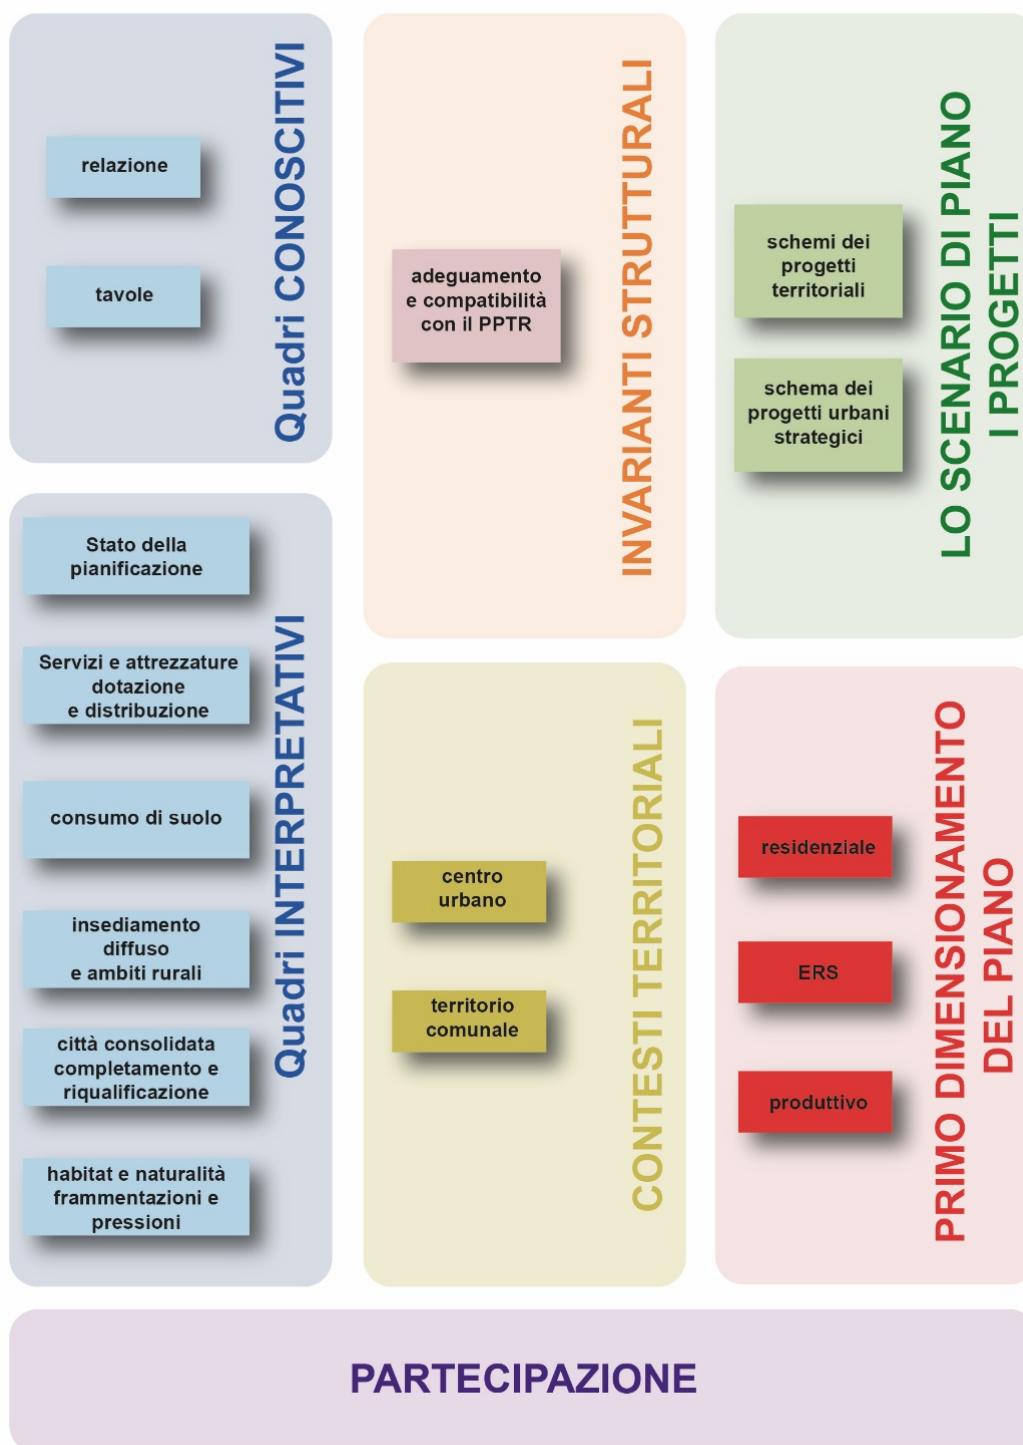 Quadri CONOSCITIVI
relazione
tavole
Quadri INTERPRETATIVI
Stato della
pianificazione
Servizi e attrezzature
dotazione
e distribuzione
consumo di suolo
insediamento
diffuso
e ambiti rurali
città consolidata
completamento e
riqualificazione
habitat e naturalità
frammentazioni e
pressioni
INVARIANTI STRUTTURALI
adeguamento
e compatibilità
con il PPTR
CONTESTI TERRITORIALI
centro
urbano
territorio
comunale
LO SCENARIO DI PIANO
I PROGETTI
schemi dei
progetti
territoriali
schema dei
progetti urbani
strategici
PRIMO DIMENSIONAMENTO
DEL PIANO
residenziale
ERS
produttivo
PARTECIPAZIONE